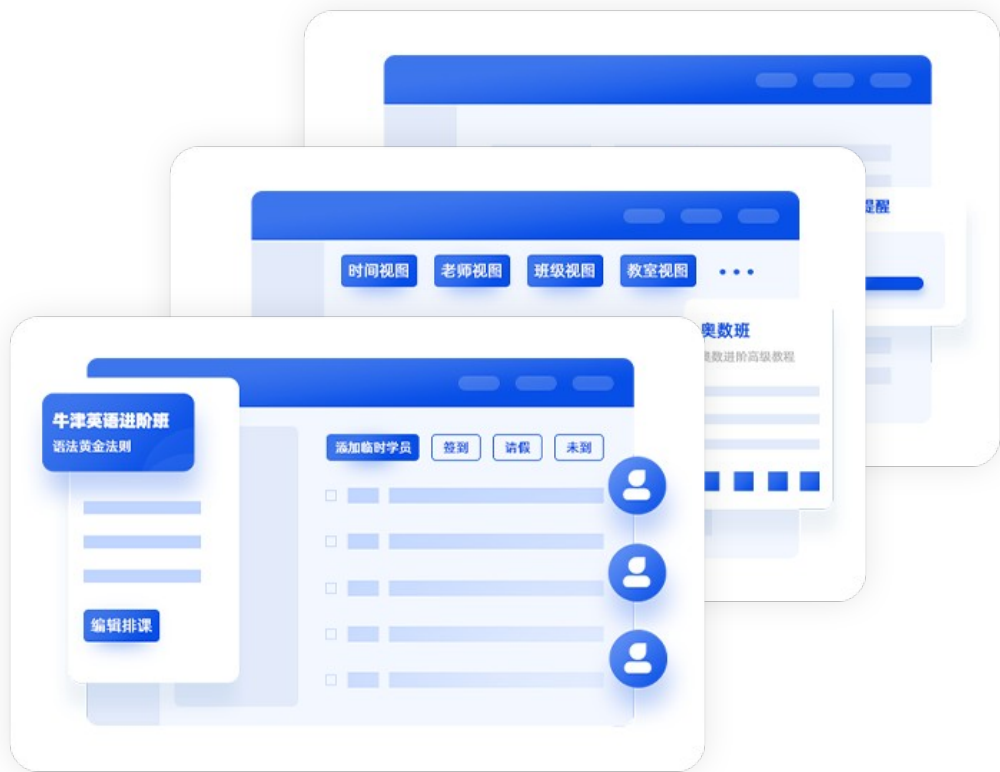 提醒
时间视图 老师视图 班级视图 教室视图
奥数班
奥数进阶高级教程
牛津英语进阶班
语法黄金法则
添加临时学员 签到 请假 未到
编辑排课